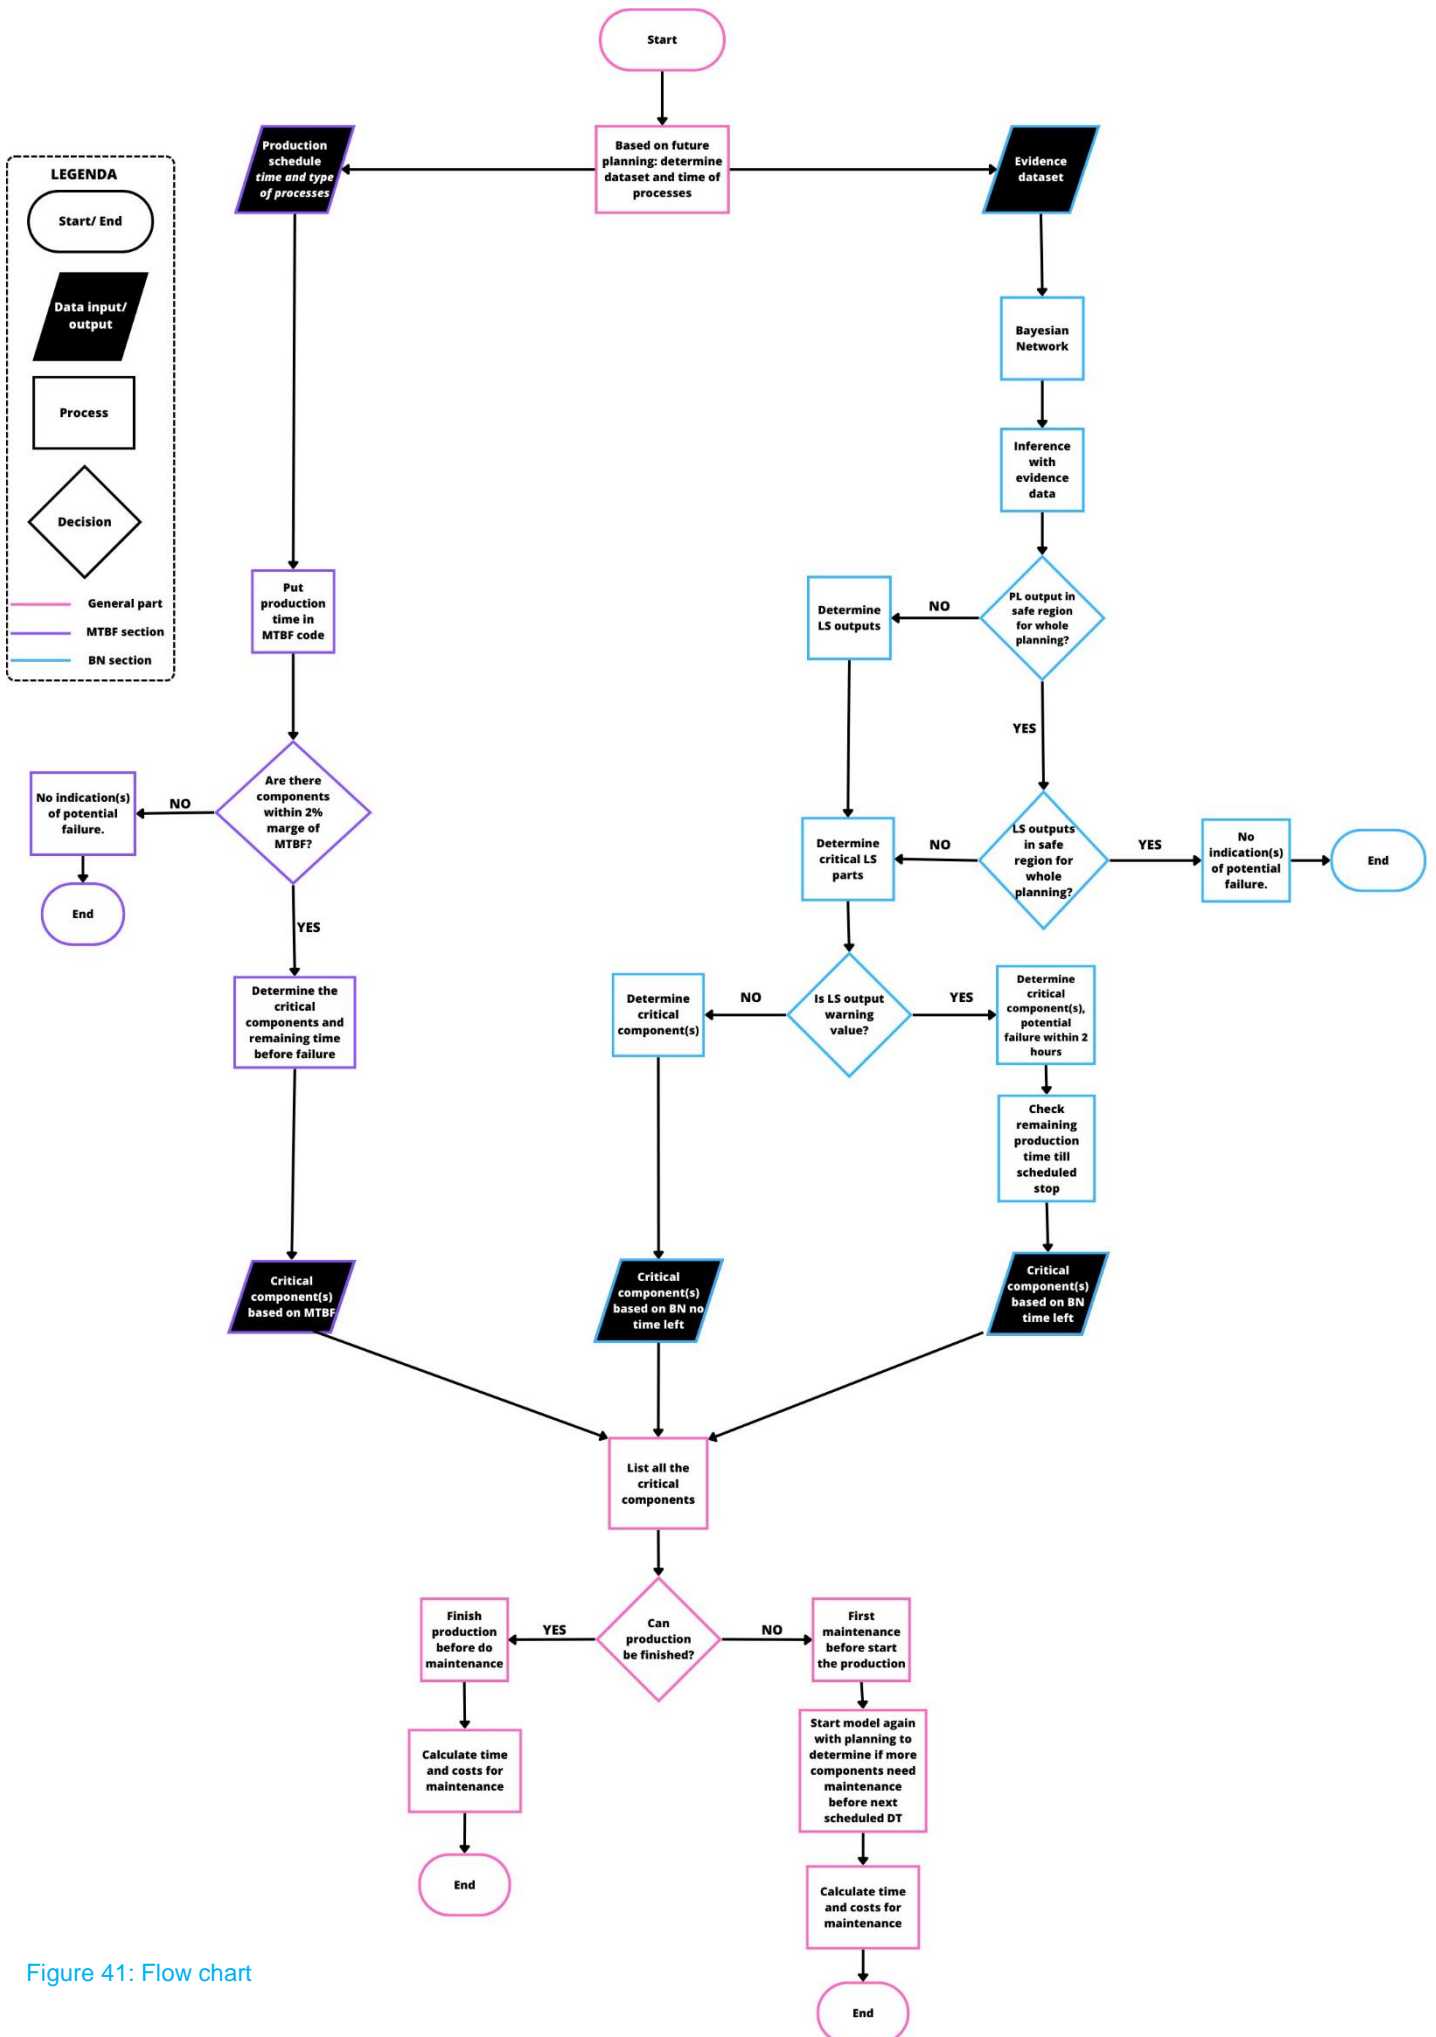 Start
Production
schedule
time and type
of processes
Based on future
planning: determine
dataset and time of
processes
Evidence
dataset
LEGENDA
Start/ End
Data input/
output
Process
Decision
General part
MTBF section
BN section
Bayesian
Network
Inference
with
evidence
data
Put
production
time in
MTBF code
Determine
LS outputs
NO
PL output in
safe region
for whole
planning?
YES
No indication(s)
of potential
failure.
NO
Are there
components
within 2%
marge of
MTBF?
End
YES
Determine
critical LS
parts
NO
LS outputs
in safe
region for
whole
planning?
YES
No
indication(s)
of potential
failure.
End
Determine the
critical
components and
remaining time
before failure
Determine
critical
component(s)
NO
Is LS output
warning
value?
YES
Determine
critical
component(s),
potential
failure within 2
hours
Check
remaining
production
time till
scheduled
stop
Critical
component(s)
based on MTBF
Critical
component(s)
based on BN no
time left
Critical
component(s)
based on BN
time left
List all the
critical
components
Finish
production
before do
maintenance
YES
Can
production
be finished?
NO
First
maintenance
before start
the production
Calculate time
and costs for
maintenance
Start model again
with planning to
determine if more
components need
maintenance
before next
scheduled DT
End
Calculate time
and costs for
maintenance
End
Figure 41: Flow chart